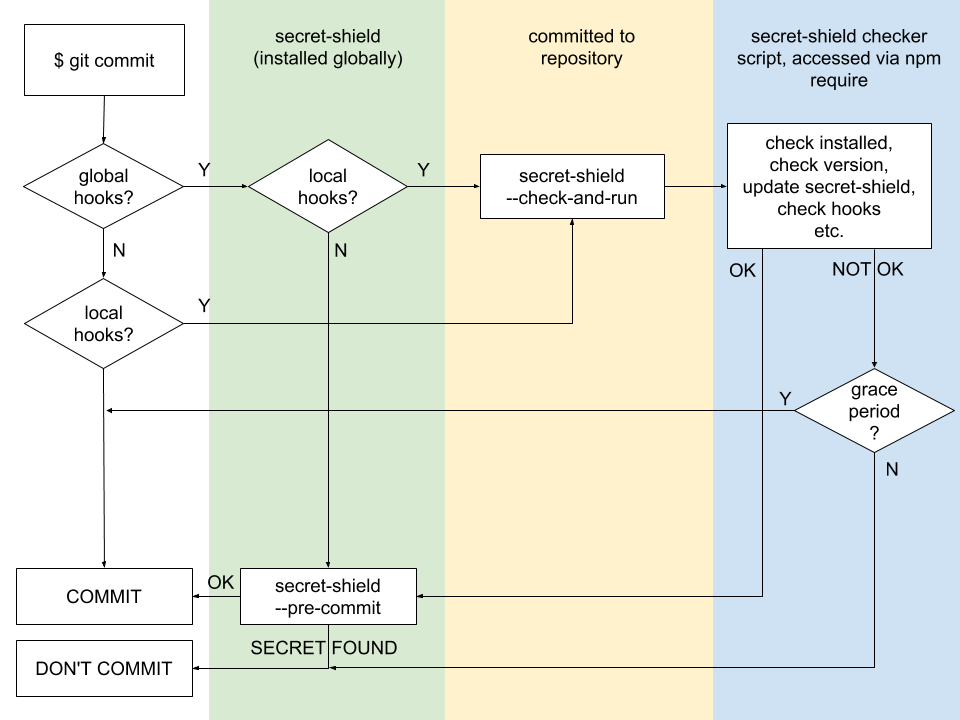 $ git commit
secret-shield
(installed globally)
committed to
repository
secret-shield checker
script, accessed via npm
require
global
hooks?
Y
local
hooks?
Y
secret-shield
--check-and-run
check installed,
check version,
update secret-shield,
check hooks
etc.
N
N
OK
NOT OK
local
hooks?
Y
grace
period
?
Y
N
COMMIT
OK
secret-shield
--pre-commit
SECRET FOUND
DON'T COMMIT